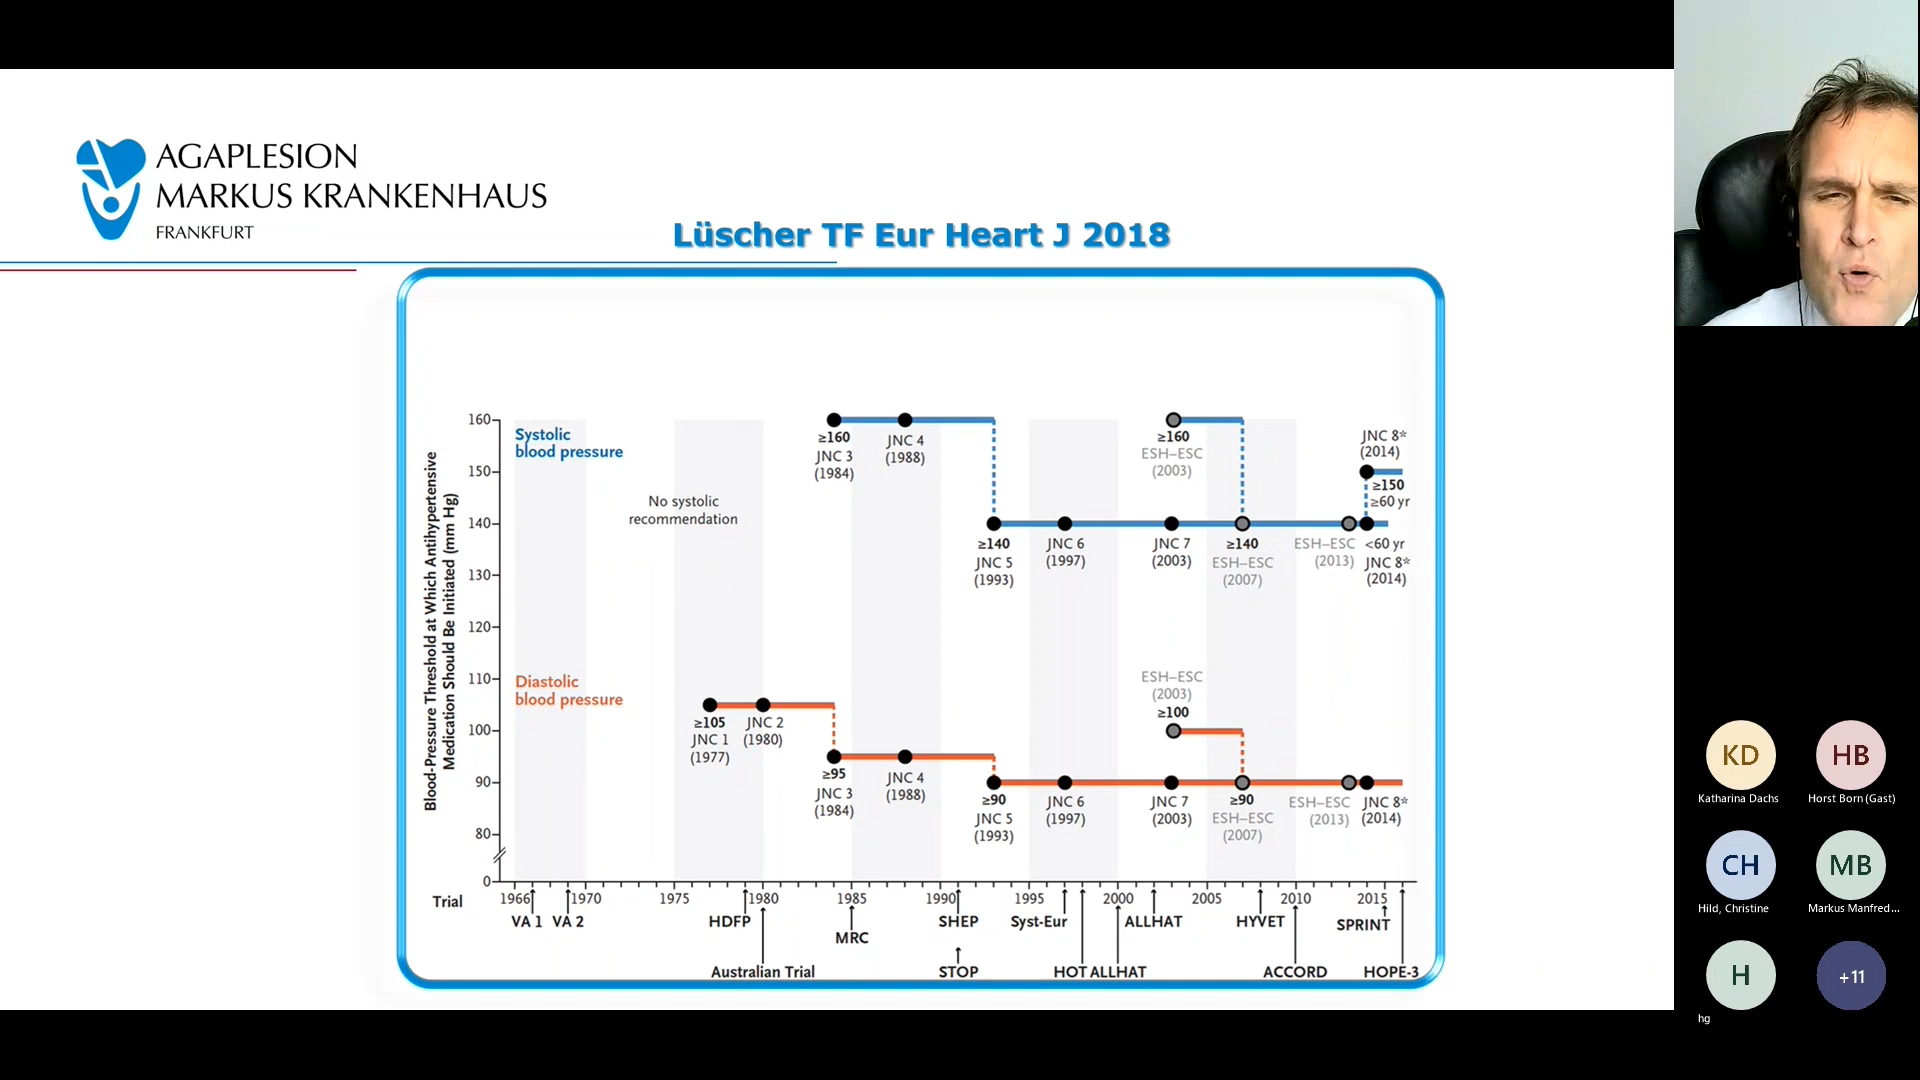 AGAPLESION
MARKUS KRANKENHAUS
FRANKFURT
Lüscher TF Eur Heart J 2018
Blood-Pressure Threshold at Which Antihypertensive
Medication Should Be Initiated (mm Hg)
160
150
140
130
120
110
100
90
80
0
Systolic
blood pressure
No systolic
recommendation
≥160
JNC 3
(1984)
JNC 4
(1988)
≥140
JNC 5
(1993)
JNC 6
(1997)
≥160
ESH–ESC
(2003)
JNC 7
(2003)
≥140
ESH–ESC
(2007)
ESH–ESC
(2013)
JNC 8*
(2014)
≥150
≥60 yr
<60 yr
JNC 8*
(2014)
Diastolic
blood pressure
≥105
JNC 1
(1977)
JNC 2
(1980)
≥95
JNC 3
(1984)
JNC 4
(1988)
≥90
JNC 5
(1993)
JNC 6
(1997)
ESH–ESC
(2003)
≥100
JNC 7
(2003)
≥90
ESH–ESC
(2007)
ESH–ESC
(2013)
JNC 8*
(2014)
Trial
1966 1970 1975 1980 1985 1990 1995 2000 2005 2010 2015
VA 1 VA 2 HDFP SHEP Syst-Eur ALLHAT HYVET SPRINT
MRC
Australian Trial STOP HOT ALLHAT ACCORD HOPE-3
KD
Katharina Dachs
HB
Horst Born (Gast)
CH
Hild, Christine
MB
Markus Manfred...
H
hg
+11